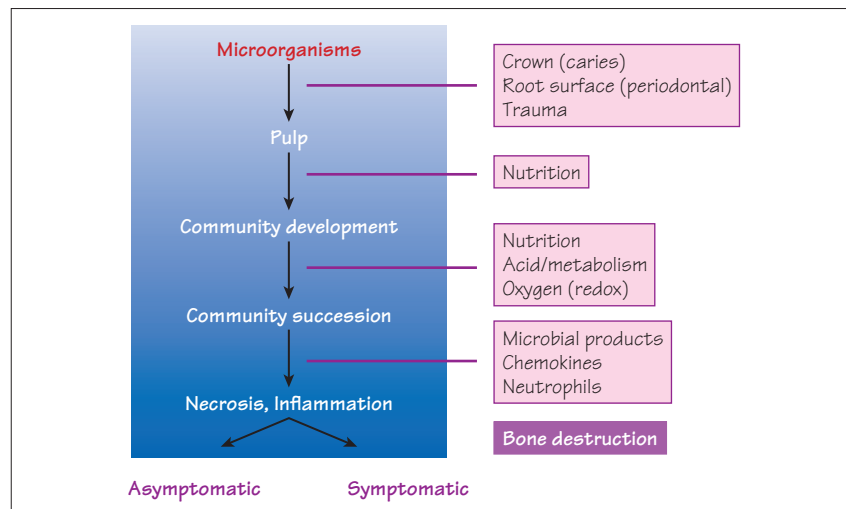 Microorganisms
Crown (caries)
Root surface (periodontal)
Trauma
Pulp
Nutrition
Community development
Nutrition
Acid/metabolism
Oxygen (redox)
Community succession
Microbial products
Chemokines
Neutrophils
Necrosis, Inflammation
Bone destruction
Asymptomatic
Symptomatic